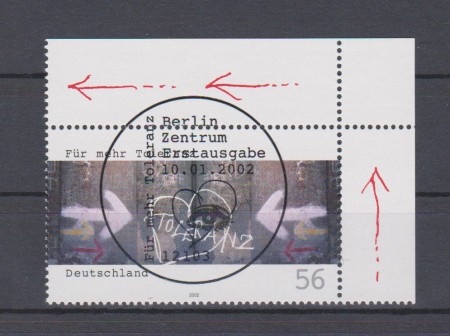 Für mehr Toleranz
Berlin
Zentrum
Erstausgabe
10.01.2002
Für mehr Toleranz
12103
TOLERANZ
Deutschland
2002
56